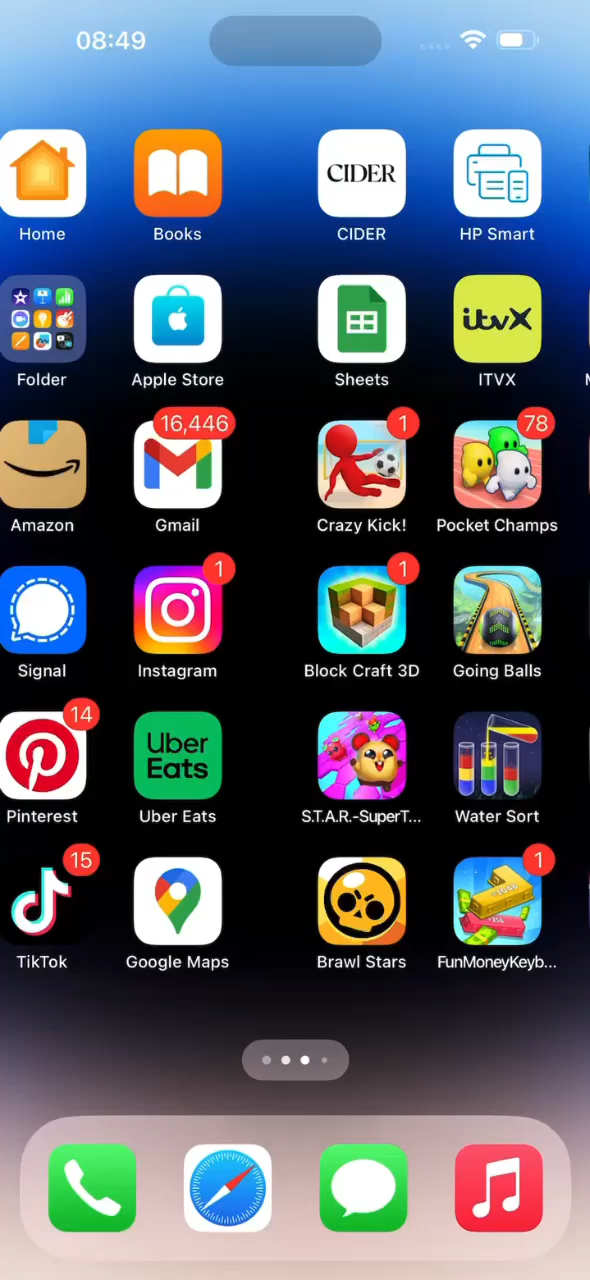 08:49
CIDER
Home Books CIDER HP Smart
itvX
Folder Apple Store Sheets ITVX
16,446 1 78
Amazon Gmail Crazy Kick! Pocket Champs
1 1
Signal Instagram Block Craft 3D Going Balls
14
Uber
Eats
Pinterest Uber Eats S.T.A.R.-SuperT... Water Sort
15 1
TikTok Google Maps Brawl Stars FunMoneyKeyb...